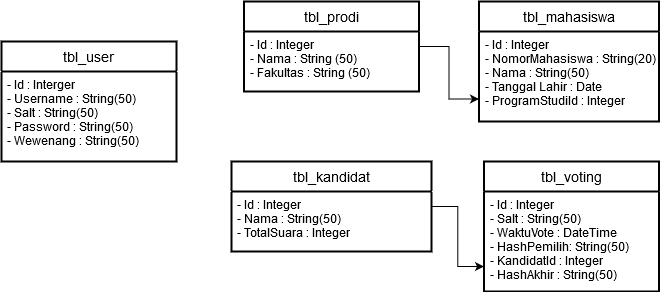 tbl_user
- Id : Interger
- Username : String(50)
- Salt : String(50)
- Password : String(50)
- Wewenang : String(50)
tbl_prodi
- Id : Integer
- Nama : String (50)
- Fakultas : String (50)
tbl_mahasiswa
- Id : Integer
- NomorMahasiswa : String(20)
- Nama : String(50)
- Tanggal Lahir : Date
- ProgramStudiId : Integer
tbl_kandidat
- Id : Integer
- Nama : String(50)
- TotalSuara : Integer
tbl_voting
- Id : Integer
- Salt : String(50)
- WaktuVote : DateTime
- HashPemilih: String(50)
- KandidatId : Integer
- HashAkhir : String(50)